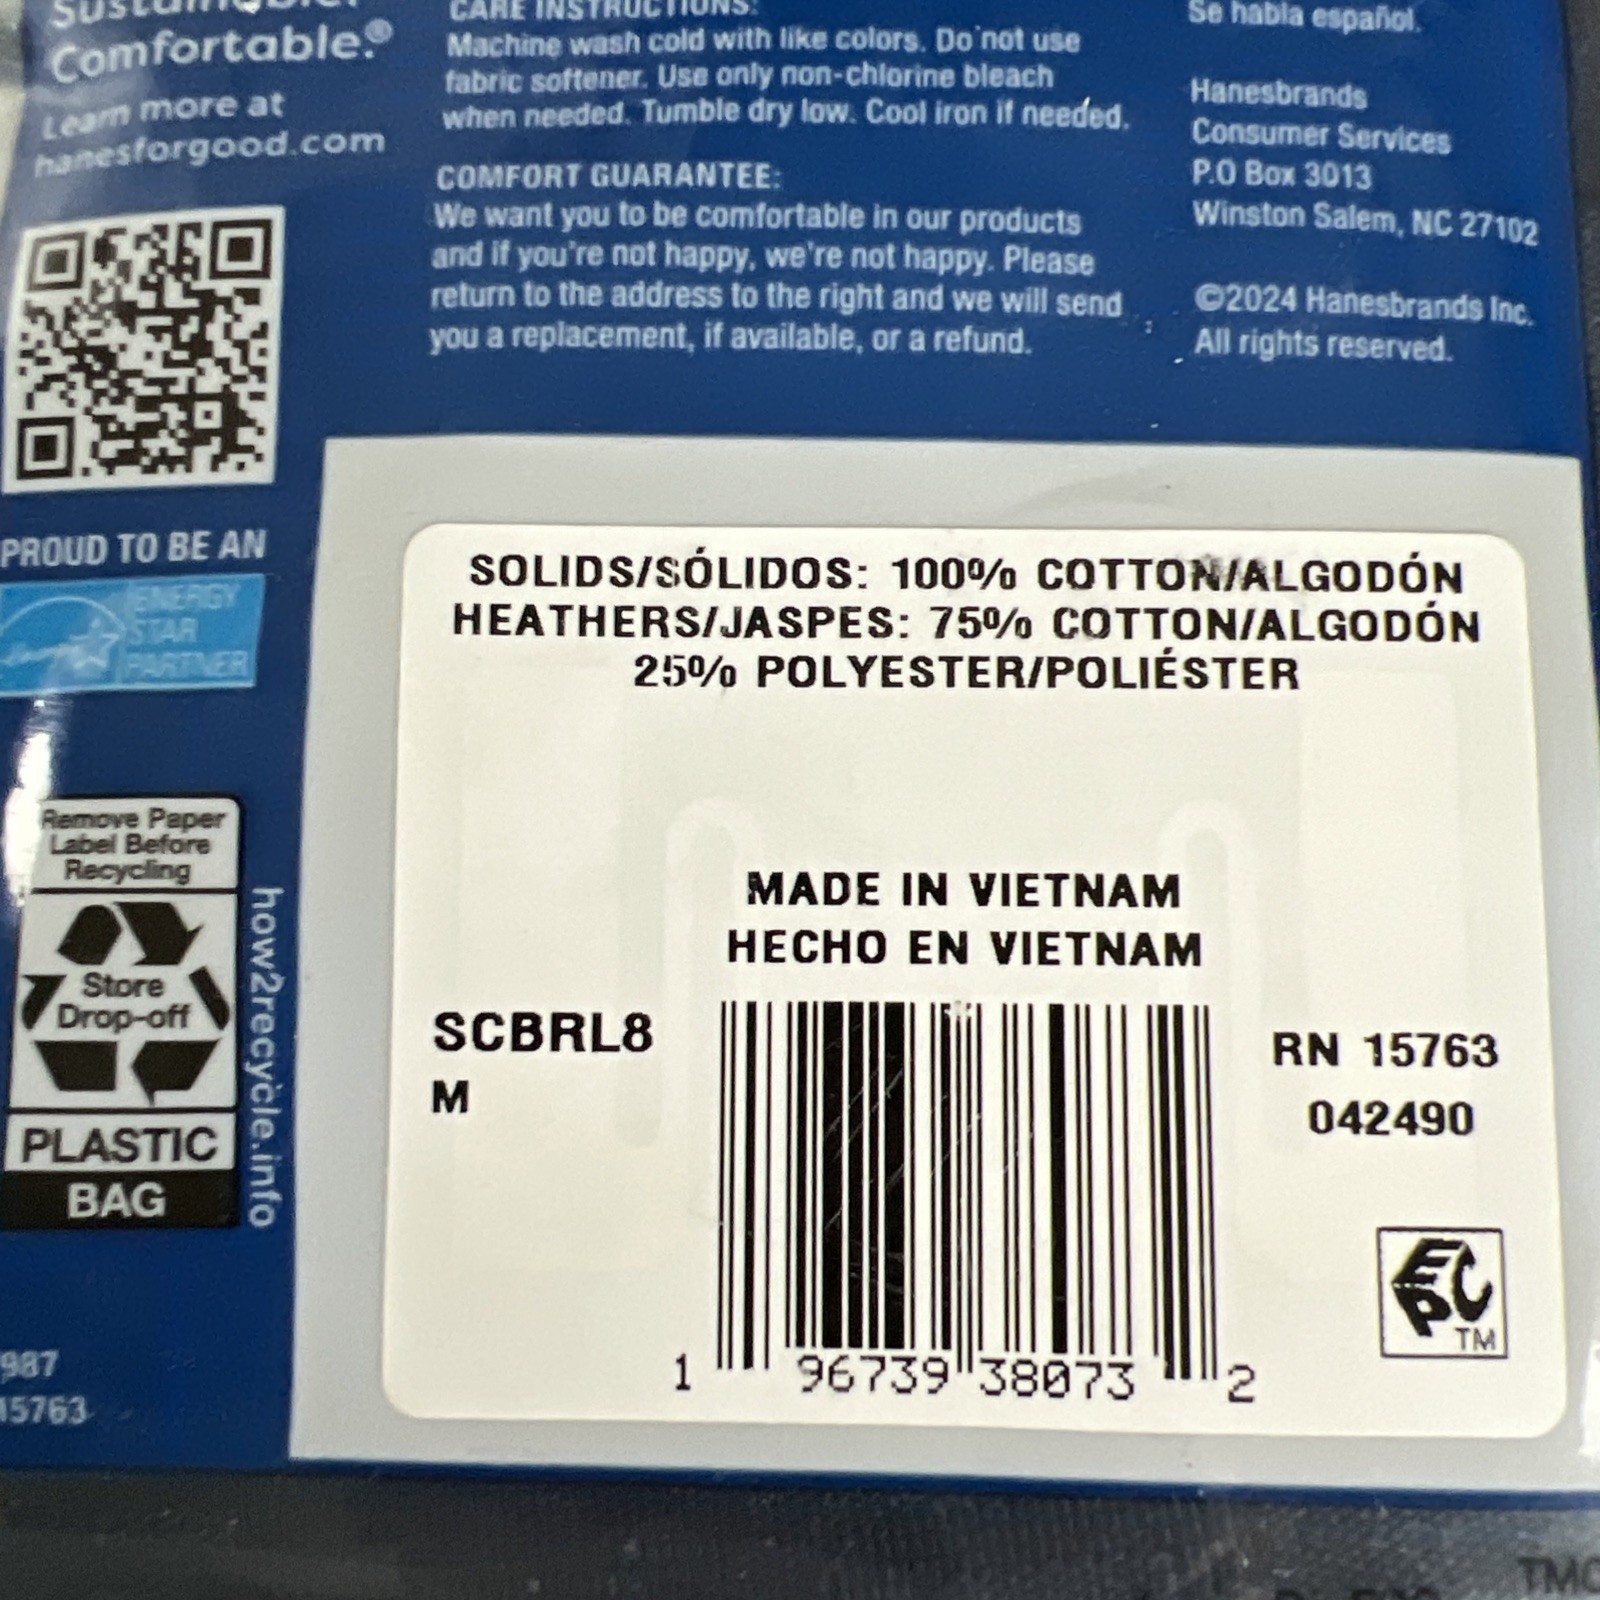 Comfortable.®
Learn more at
hanesforgood.com
PROUD TO BE AN
ENERGY
STAR
PARTNER
Remove Paper
Label Before
Recycling
Store
Drop-off
PLASTIC
BAG
how2recycle.info
987
15763
CARE INSTRUCTIONS:
Machine wash cold with like colors. Do not use
fabric softener. Use only non-chlorine bleach
when needed. Tumble dry low. Cool iron if needed.
COMFORT GUARANTEE:
We want you to be comfortable in our products
and if you're not happy, we're not happy. Please
return to the address to the right and we will send
you a replacement, if available, or a refund.
Se habla español.
Hanesbrands
Consumer Services
P.O Box 3013
Winston Salem, NC 27102
©2024 Hanesbrands Inc.
All rights reserved.
SOLIDS/SÓLIDOS: 100% COTTON/ALGODÓN
HEATHERS/JASPES: 75% COTTON/ALGODÓN
25% POLYESTER/POLIÉSTER
MADE IN VIETNAM
HECHO EN VIETNAM
SCBRL8
M
RN 15763
042490
EPC
TM
1 96739 38073 2